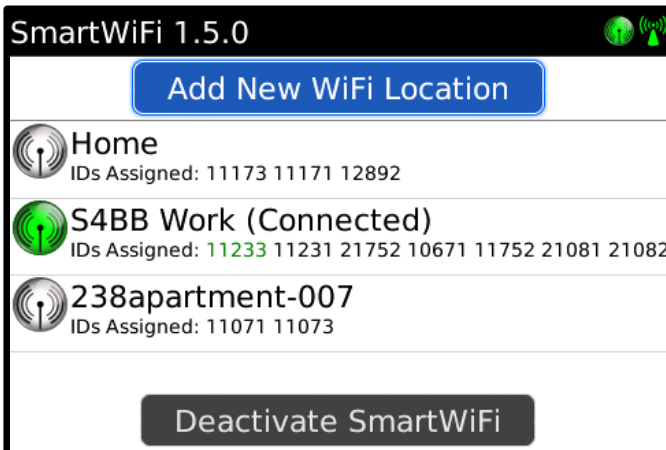 SmartWiFi 1.5.0
Add New WiFi Location
Home
IDs Assigned: 11173 11171 12892
S4BB Work (Connected)
IDs Assigned: 11233 11231 21752 10671 11752 21081 21082
238apartment-007
IDs Assigned: 11071 11073
Deactivate SmartWiFi